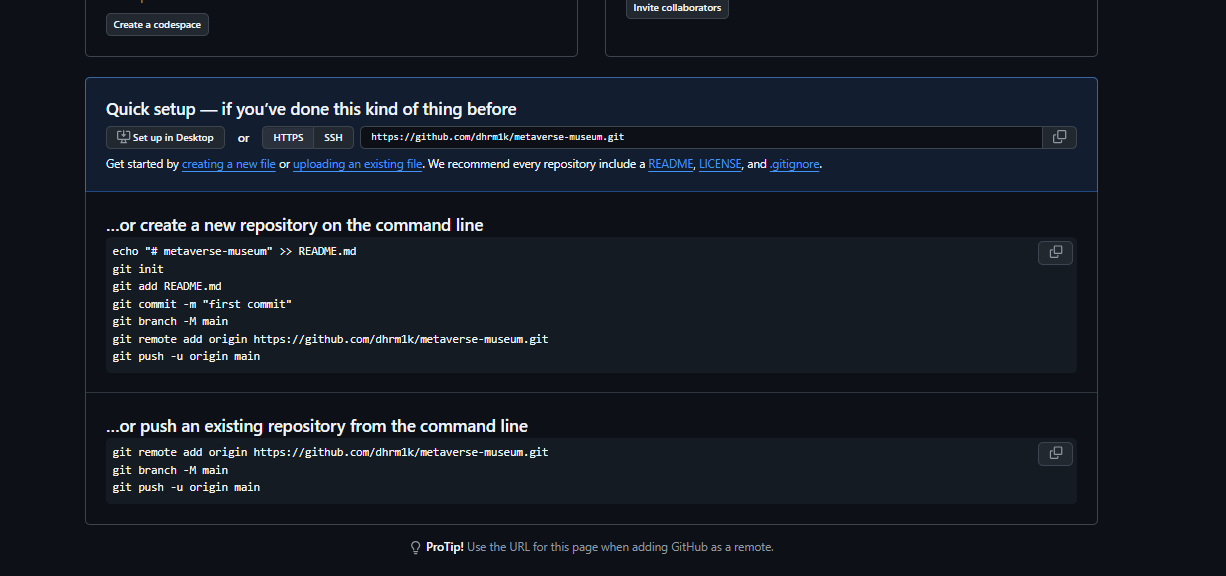 Create a codespace
Invite collaborators
Quick setup — if you’ve done this kind of thing before
Set up in Desktop or HTTPS SSH https://github.com/dhrm1k/metaverse-museum.git
Get started by creating a new file or uploading an existing file. We recommend every repository include a README, LICENSE, and .gitignore.
…or create a new repository on the command line
echo "# metaverse-museum" >> README.md
git init
git add README.md
git commit -m "first commit"
git branch -M main
git remote add origin https://github.com/dhrm1k/metaverse-museum.git
git push -u origin main
…or push an existing repository from the command line
git remote add origin https://github.com/dhrm1k/metaverse-museum.git
git branch -M main
git push -u origin main
ProTip! Use the URL for this page when adding GitHub as a remote.